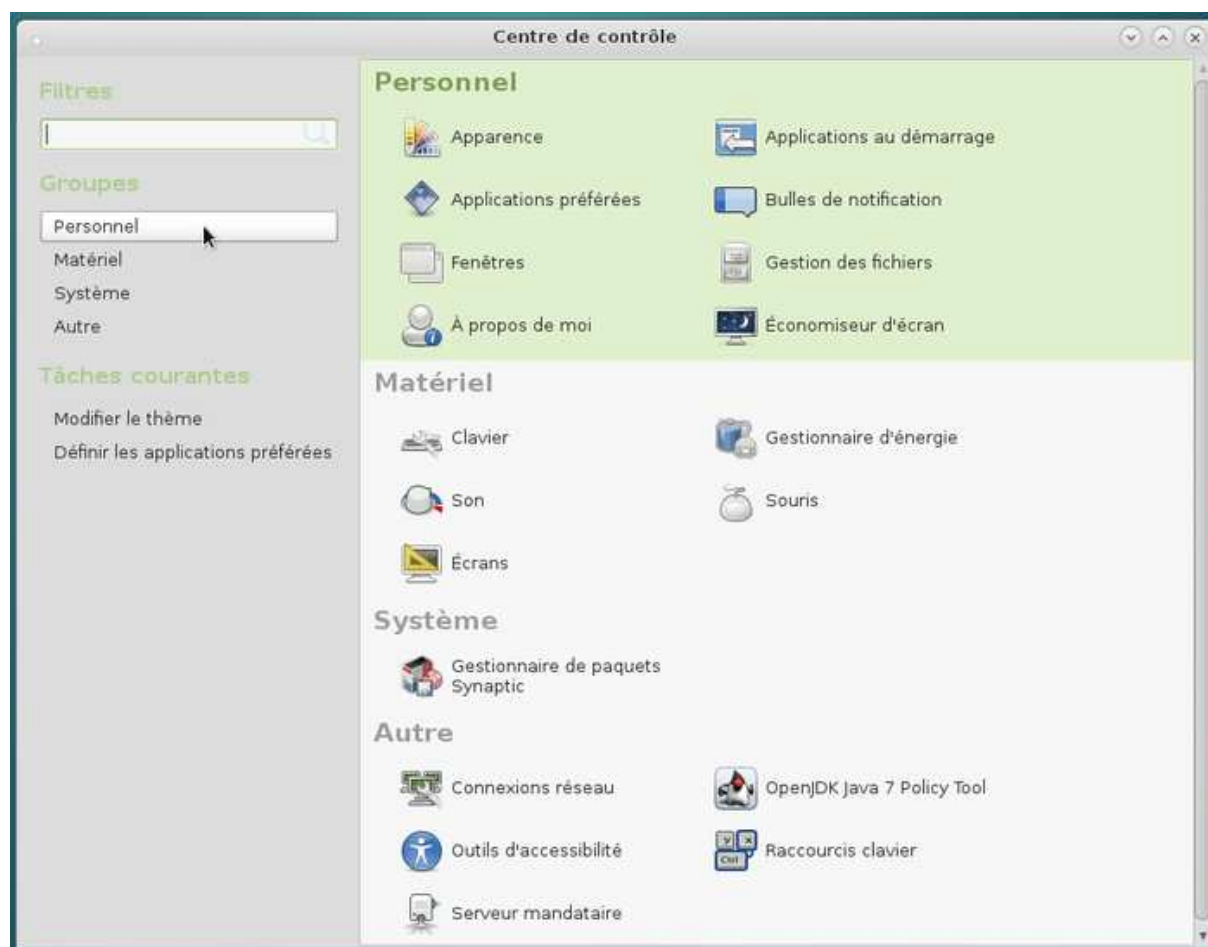 Centre de contrôle
Filtres
Groupes
Personnel
Matériel
Système
Autre
Tâches courantes
Modifier le thème
Définir les applications préférées
Personnel
Apparence
Applications au démarrage
Applications préférées
Bulles de notification
Fenêtres
Gestion des fichiers
À propos de moi
Économiseur d'écran
Matériel
Clavier
Gestionnaire d'énergie
Son
Souris
Écrans
Système
Gestionnaire de paquets
Synaptic
Autre
Connexions réseau
OpenJDK Java 7 Policy Tool
Outils d'accessibilité
Raccourcis clavier
Serveur mandataire